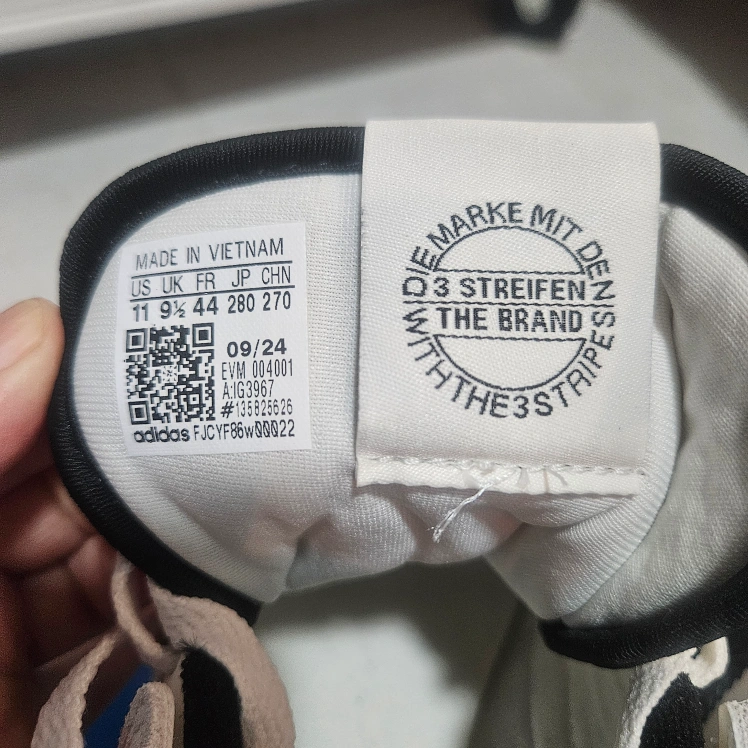 MADE IN VIETNAM
US UK FR JP CHN
11 9½ 44 280 270
09/24
EVM 004001
A:IG3967
#135825626
adidas FJCYF86w00022
DIE MARKE MIT DEN
3 STREIFEN
THE BRAND
WITH THE 3 STRIPES